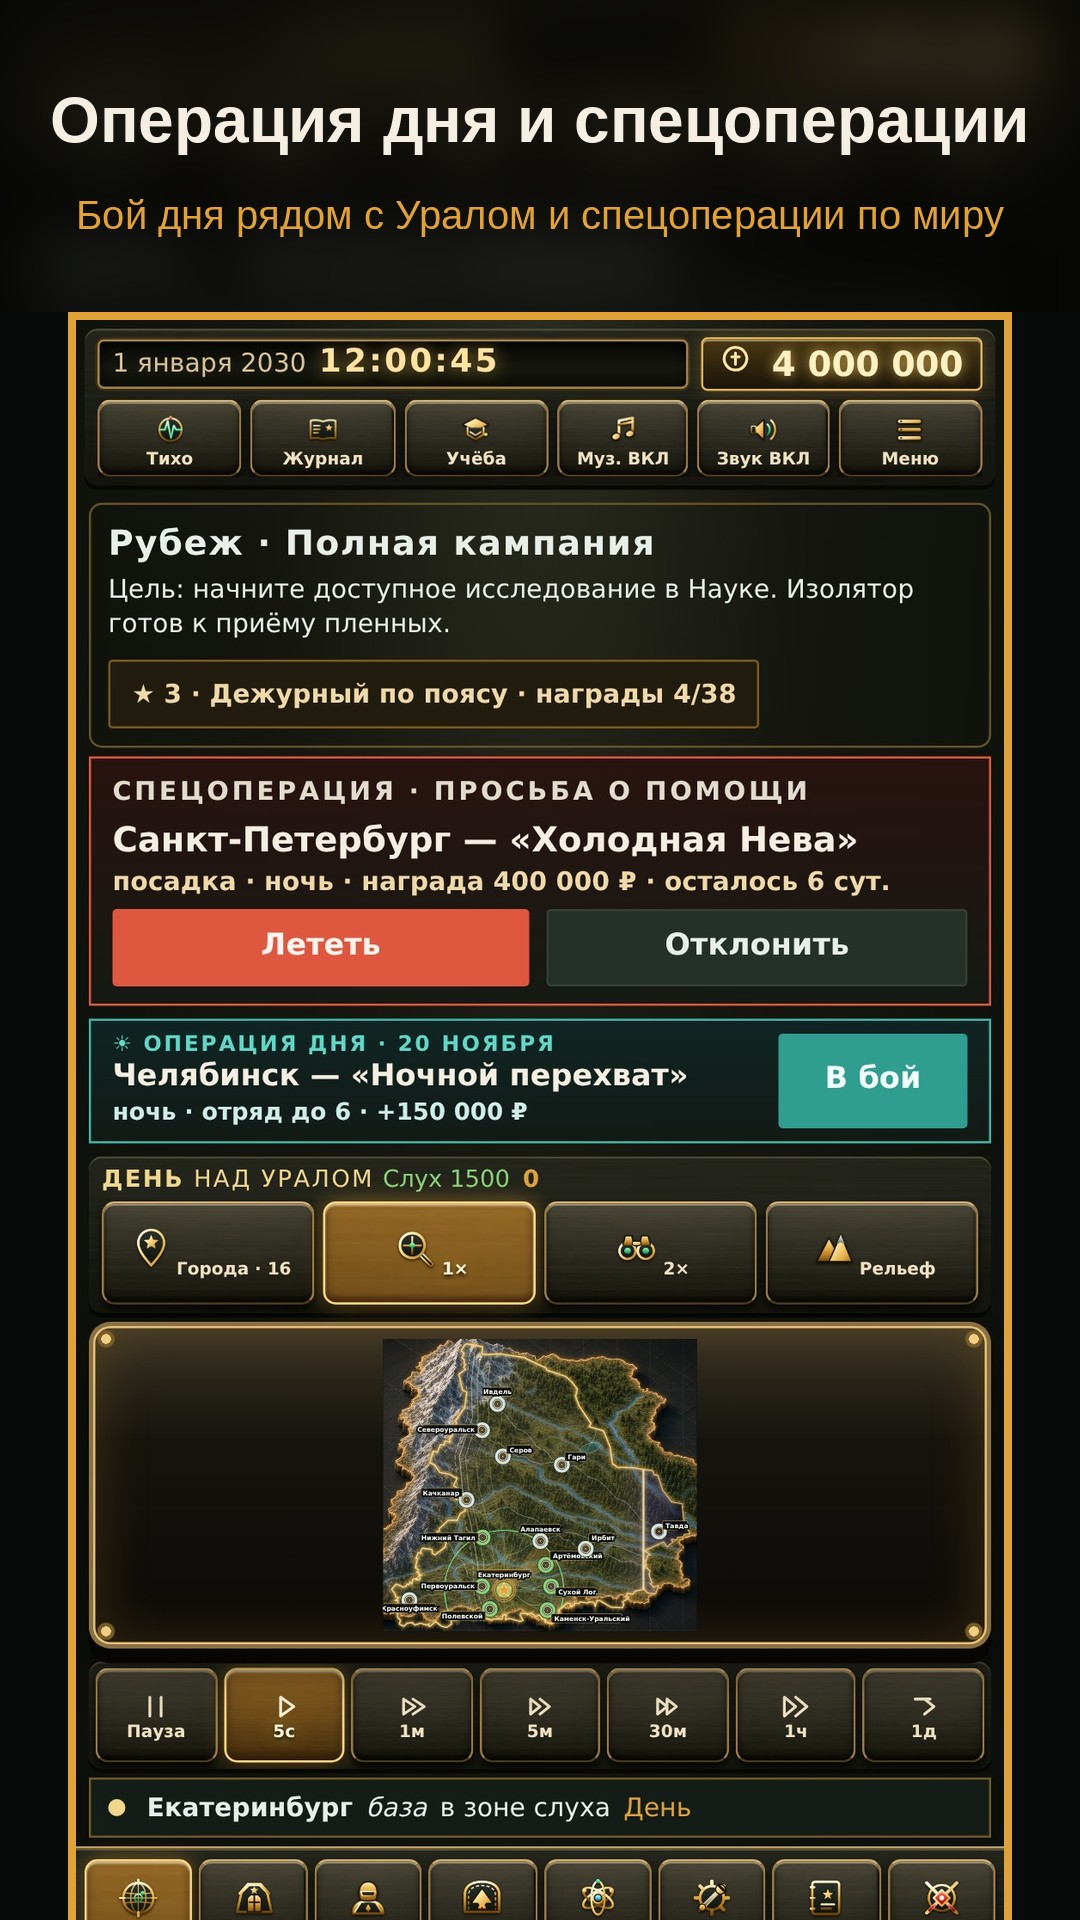 Операция дня и спецоперации
Бой дня рядом с Уралом и спецоперации по миру
1 января 2030 12:00:45
4 000 000
Тихо
Журнал
Учёба
Муз. ВКЛ
Звук ВКЛ
Меню
Рубеж · Полная кампания
Цель: начните доступное исследование в Науке. Изолятор
готов к приёму пленных.
★ 3 · Дежурный по поясу · награды 4/38
СПЕЦОПЕРАЦИЯ · ПРОСЬБА О ПОМОЩИ
Санкт-Петербург — «Холодная Нева»
посадка · ночь · награда 400 000 ₽ · осталось 6 сут.
Лететь
Отклонить
☀ ОПЕРАЦИЯ ДНЯ · 20 НОЯБРЯ
Челябинск — «Ночной перехват»
ночь · отряд до 6 · +150 000 ₽
В бой
ДЕНЬ НАД УРАЛОМ Слух 1500 0
Города · 16
1×
2×
Рельеф
Ивдель
Североуральск
Серов
Гари
Качканар
Нижний Тагил
Алапаевск
Ирбит
Тавда
Артёмовский
Екатеринбург
Первоуральск
Сухой Лог
Красноуфимск
Полевской
Каменск-Уральский
Пауза
5с
1м
5м
30м
1ч
1д
Екатеринбург база в зоне слуха День